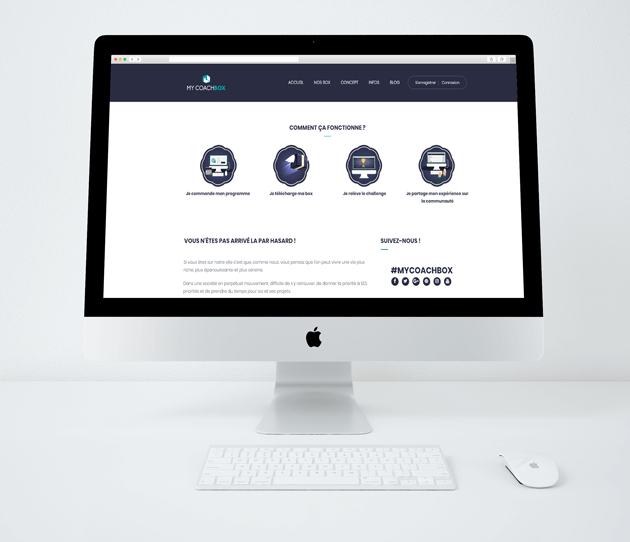 MY COACHBOX
ACCUEIL NOS BOX CONCEPT INFOS BLOG S'enregistrer | Connexion
COMMENT ÇA FONCTIONNE ?
Je commande mon programme
Je télécharge ma box
Je relève le challenge
Je partage mon expérience sur
la communauté
VOUS N'ÊTES PAS ARRIVÉ LA PAR HASARD !
Si vous êtes sur notre site c'est que, comme nous, vous pensez que l'on peut vivre une vie plus
riche, plus épanouissante et plus sereine.
Dans une société en perpétuel mouvement, difficile de s'y retrouver, de donner la priorité à SES
priorités et de prendre du temps pour soi et ses projets.
SUIVEZ-NOUS !
#MYCOACHBOX